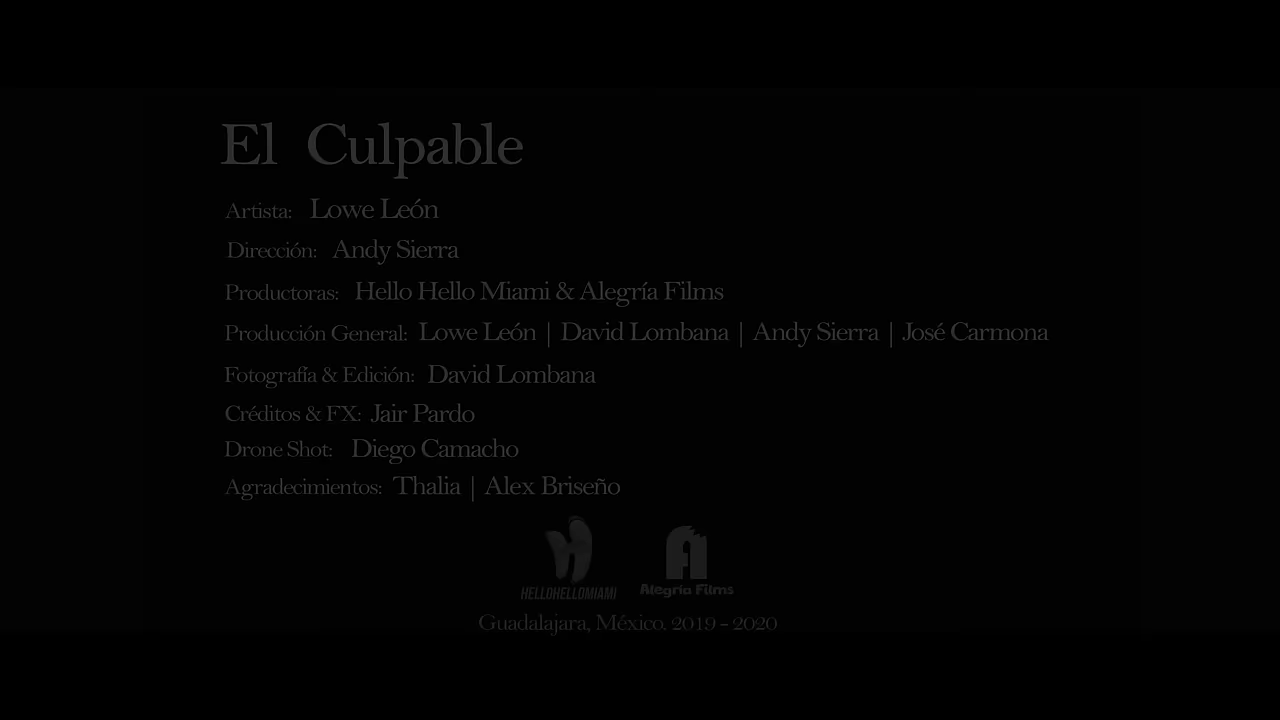 El Culpable
Artista: Lowe León
Dirección: Andy Sierra
Productoras: Hello Hello Miami & Alegría Films
Producción General: Lowe León | David Lombana | Andy Sierra | José Carmona
Fotografía & Edición: David Lombana
Créditos & FX: Jair Pardo
Drone Shot: Diego Camacho
Agradecimientos: Thalia | Alex Briseño
HELLOHELLOMIAMI Alegría Films
Guadalajara, México. 2019 - 2020